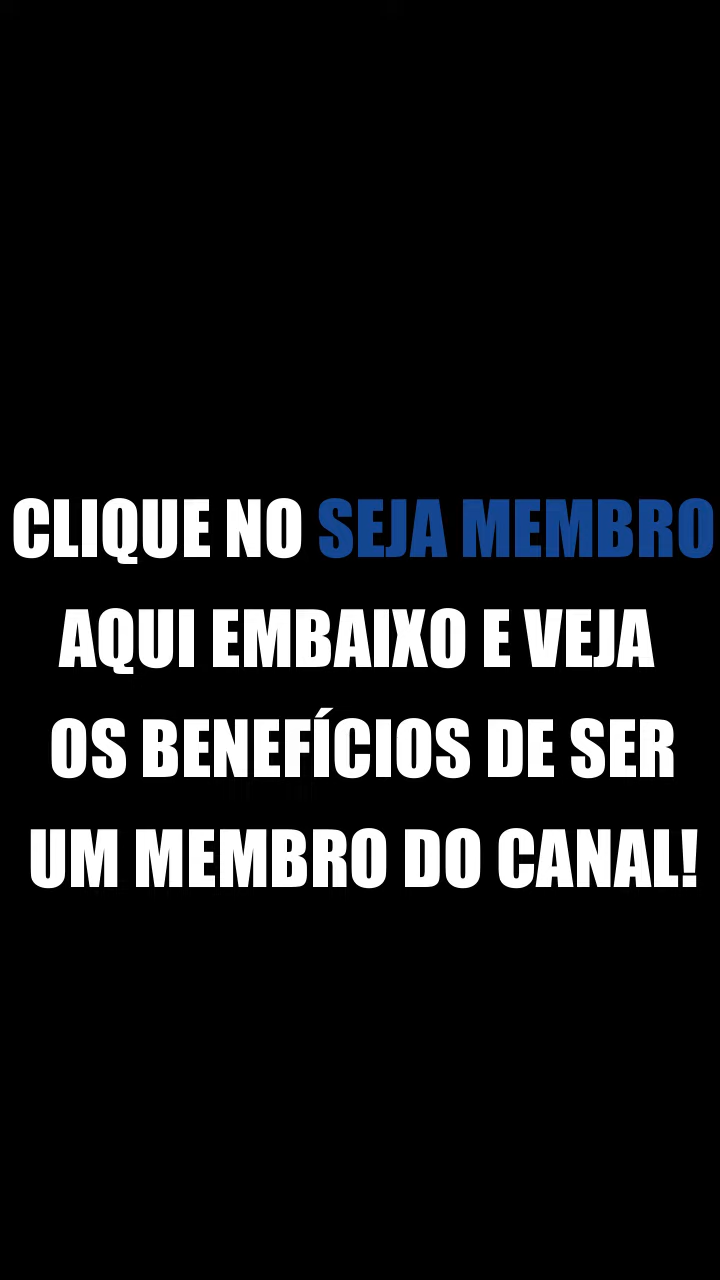 CLIQUE NO SEJA MEMBRO
AQUI EMBAIXO E VEJA
OS BENEFÍCIOS DE SER
UM MEMBRO DO CANAL!